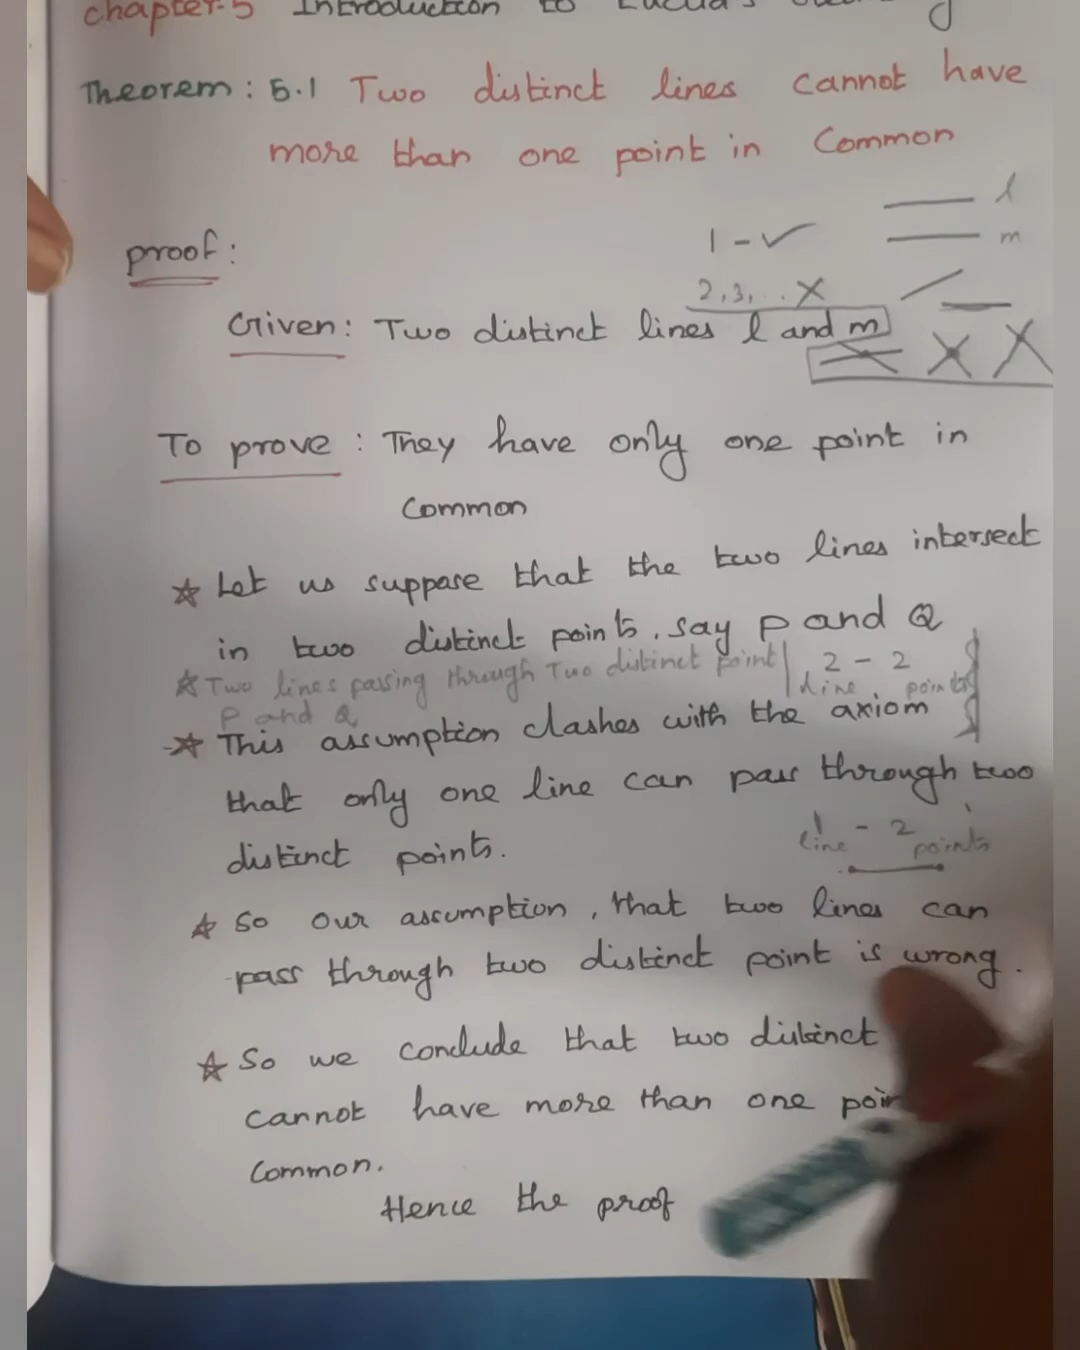 chapter-5 Introduction to Euclid's
Theorem: 5.1 Two distinct lines cannot have
more than one point in Common
l
1 - ✓
m
proof:
2, 3, .. X
Given: Two distinct lines l and m
To prove: They have only one point in
Common
☆ Let us suppase that the two lines intersect
in two distinct points. say P and Q
☆ Two lines passing through Two distinct point 2 - 2
P and Q line points
☆ This assumption clashes with the axiom
that only one line can pass through two
distinct points.
1 - 2
line points
☆ So our assumption, that two lines can
pass through two distinct point is wrong.
☆ So we conclude that two distinct
cannot have more than one
Common.
Hence the proof